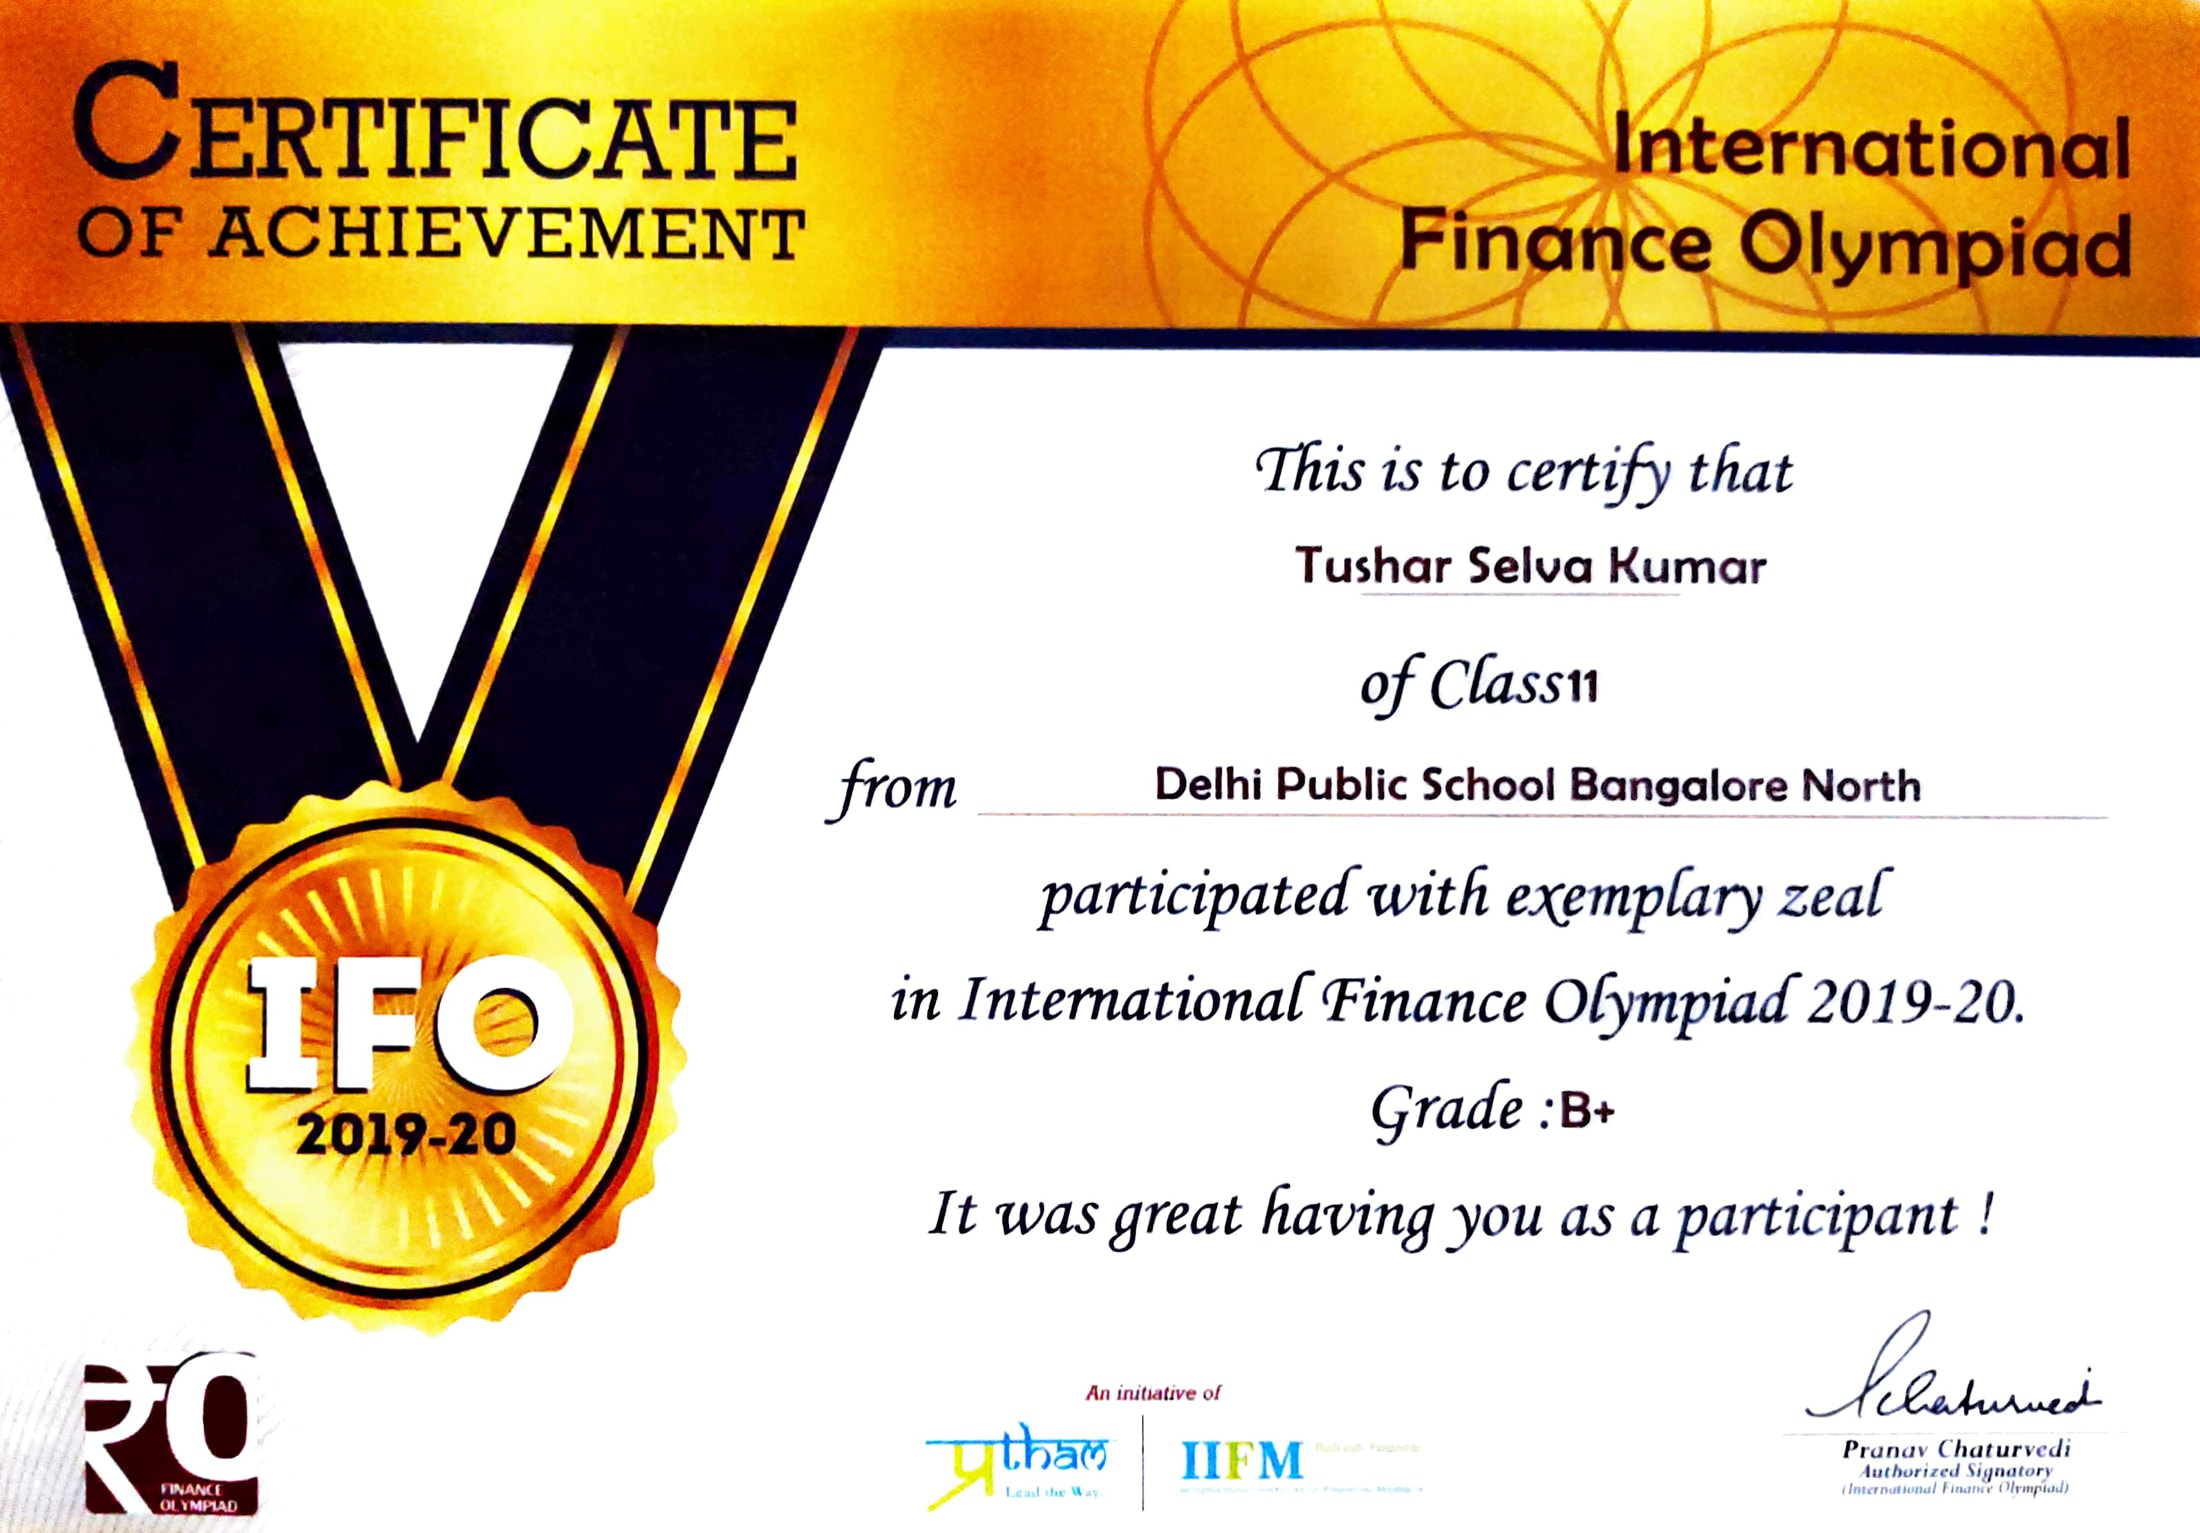 CERTIFICATE
OF ACHIEVEMENT
International
Finance Olympiad
This is to certify that
Tushar Selva Kumar
of Class11
from Delhi Public School Bangalore North
participated with exemplary zeal
in International Finance Olympiad 2019-20.
Grade :B+
It was great having you as a participant !
IFO
2019-20
FINANCE
OLYMPIAD
An initiative of
प्रtham
Lead the Way
IIFM
Pranav Chaturvedi
Authorized Signatory
(International Finance Olympiad)